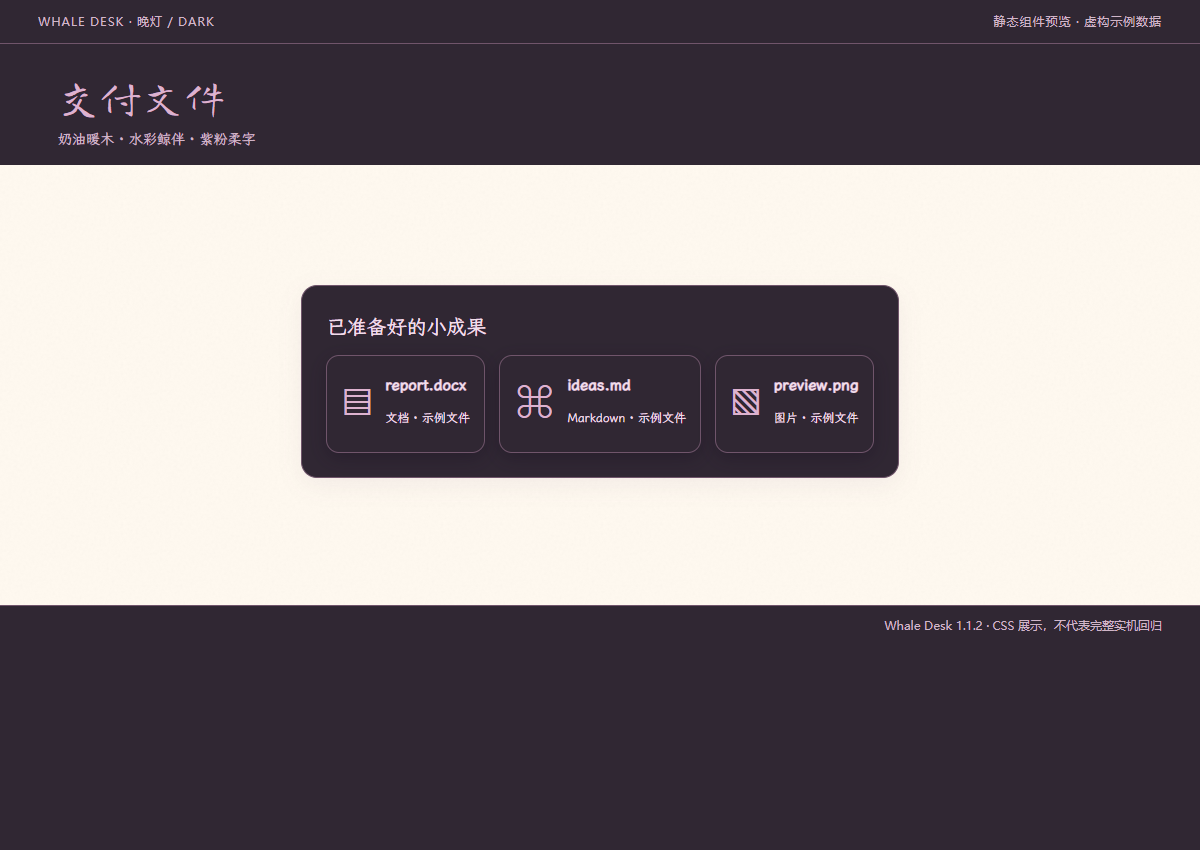 WHALE DESK · 晚灯 / DARK
静态组件预览 · 虚构示例数据
交付文件
奶油暖木 · 水彩鲸伴 · 紫粉柔字
已准备好的小成果
report.docx
文档 · 示例文件
ideas.md
Markdown · 示例文件
preview.png
图片 · 示例文件
Whale Desk 1.1.2 · CSS 展示，不代表完整实机回归